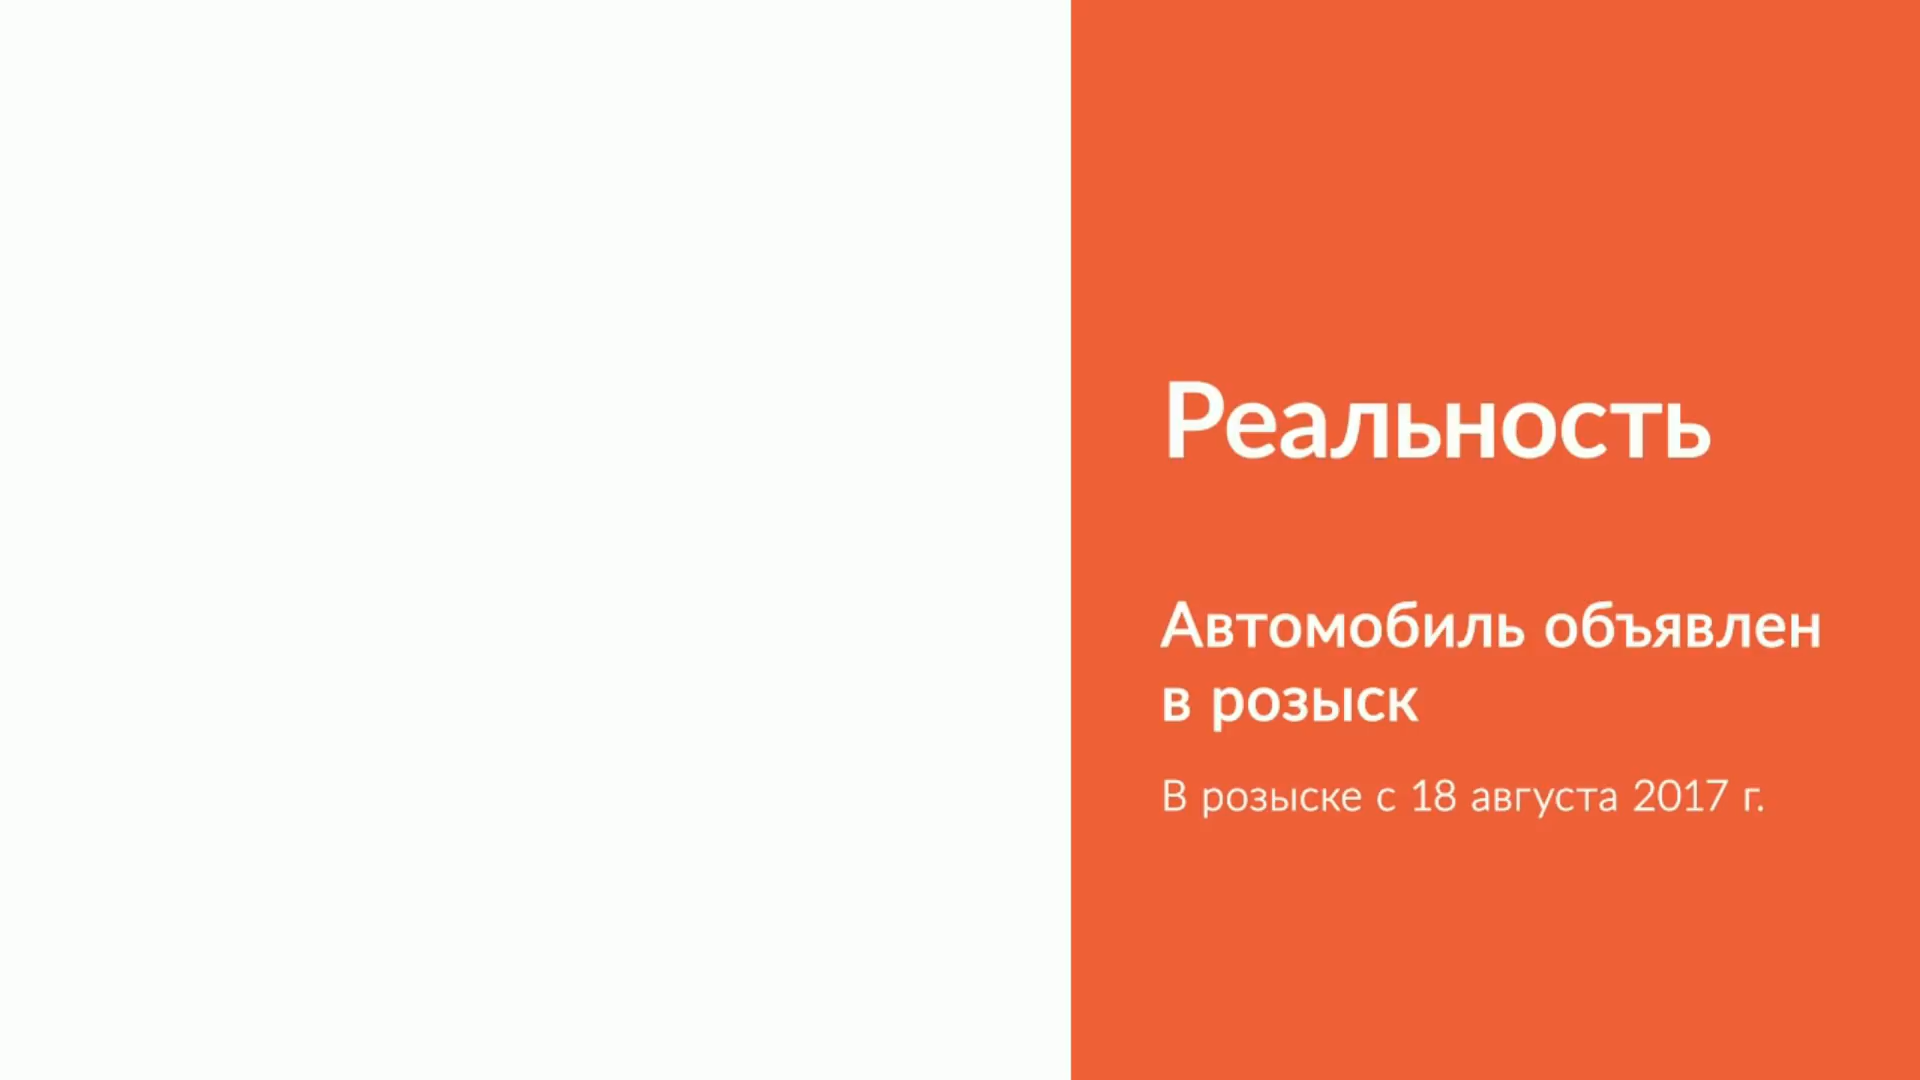 Реальность
Автомобиль объявлен
в розыск
В розыске с 18 августа 2017 г.